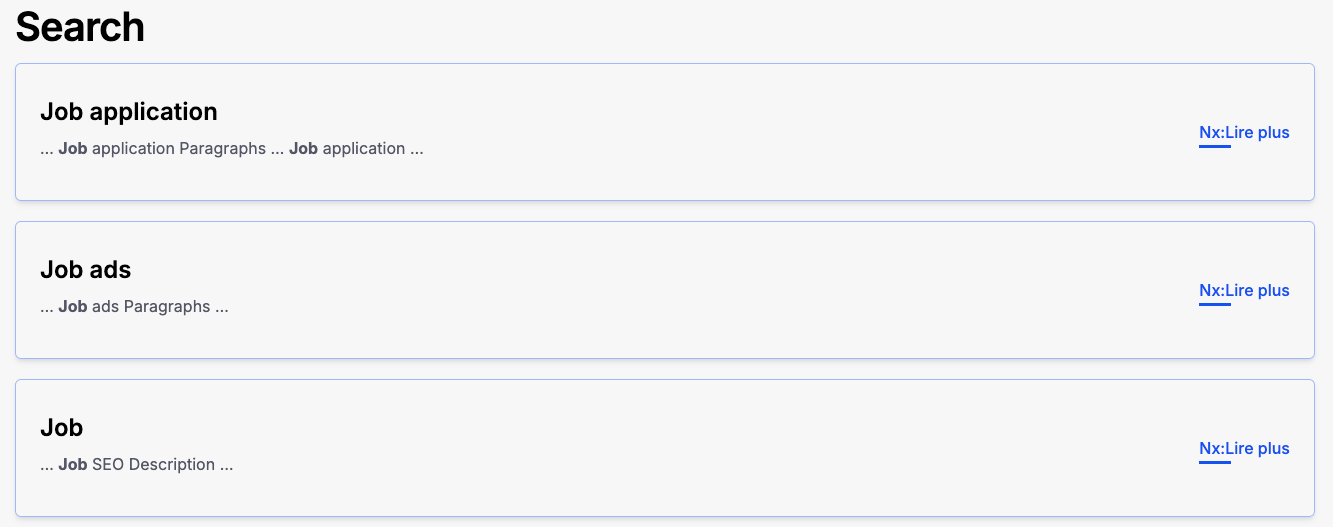 Search
Job application
... Job application Paragraphs ... Job application ...
Nx:Lire plus
Job ads
... Job ads Paragraphs ...
Nx:Lire plus
Job
... Job SEO Description ...
Nx:Lire plus